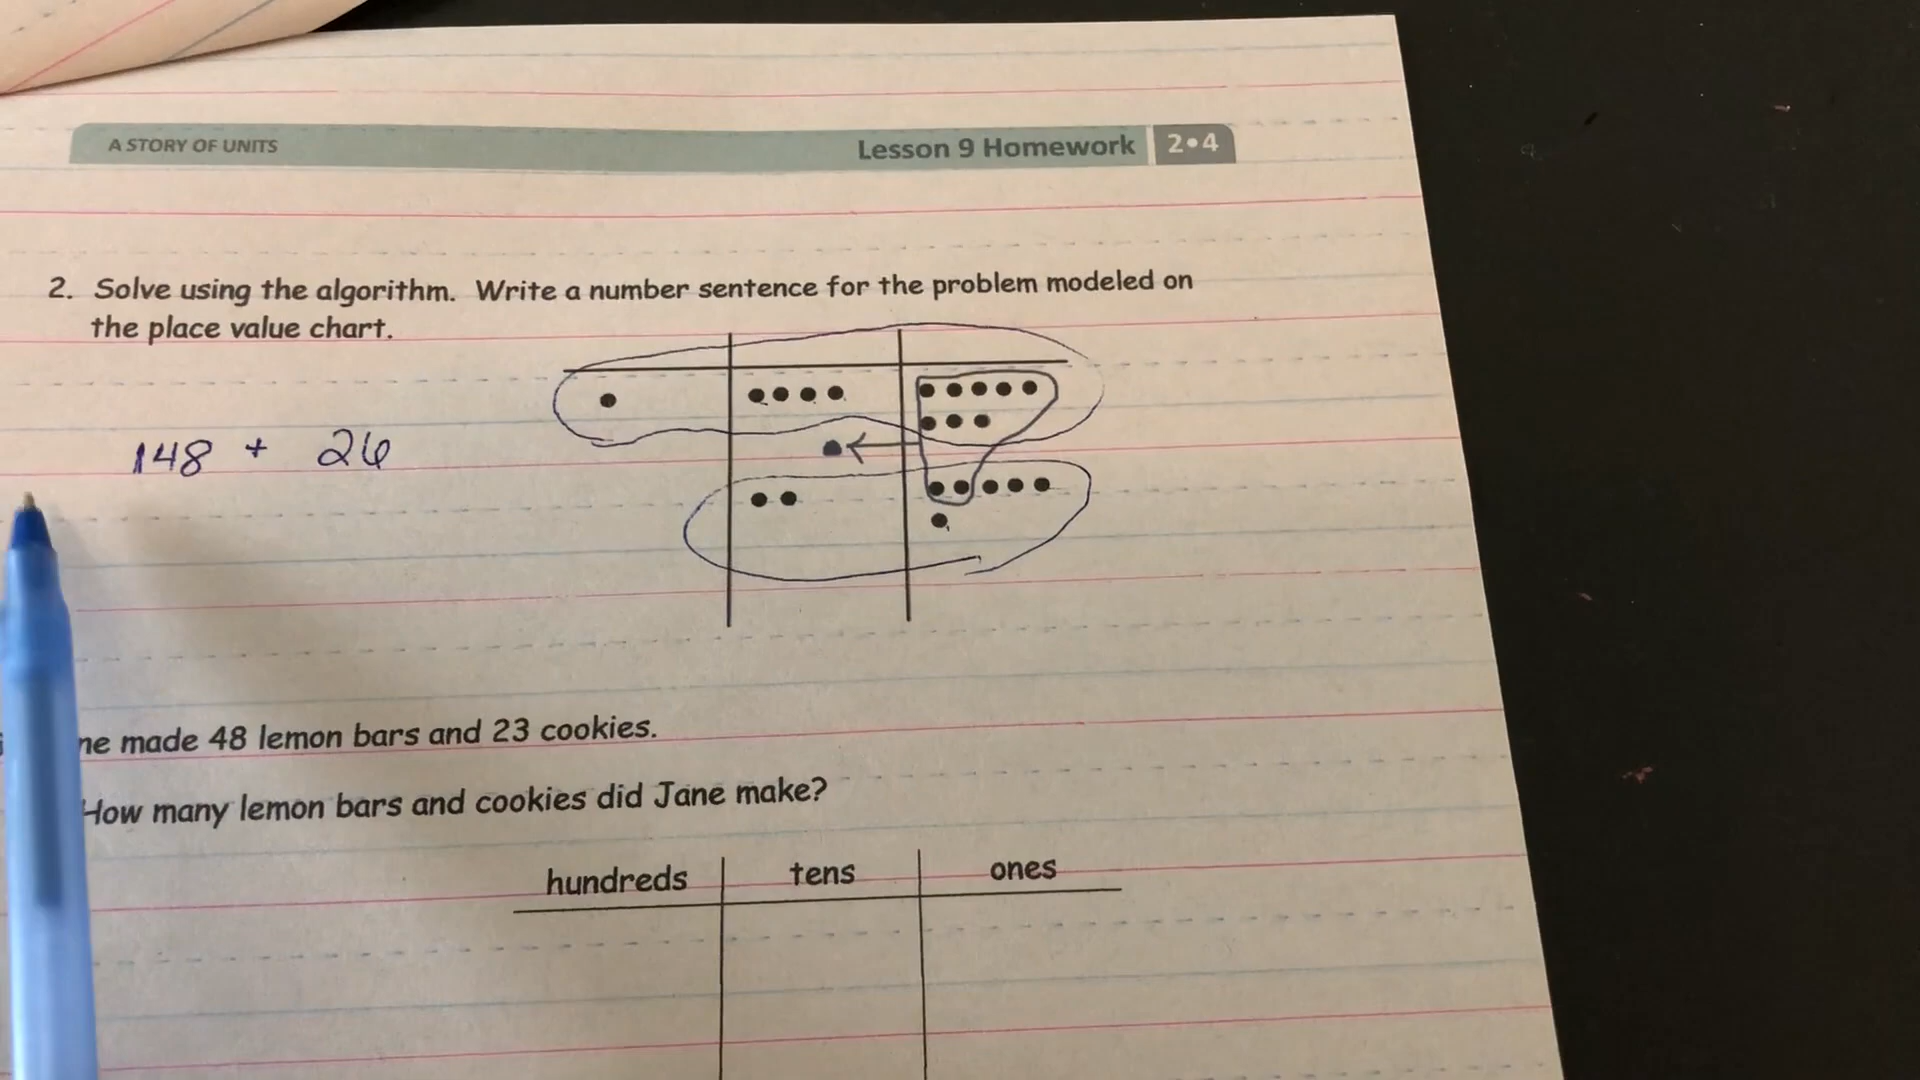 A STORY OF UNITS
Lesson 9 Homework 2•4
2. Solve using the algorithm. Write a number sentence for the problem modeled on
the place value chart.
148 + 26
made 48 lemon bars and 23 cookies.
How many lemon bars and cookies did Jane make?
hundreds tens ones